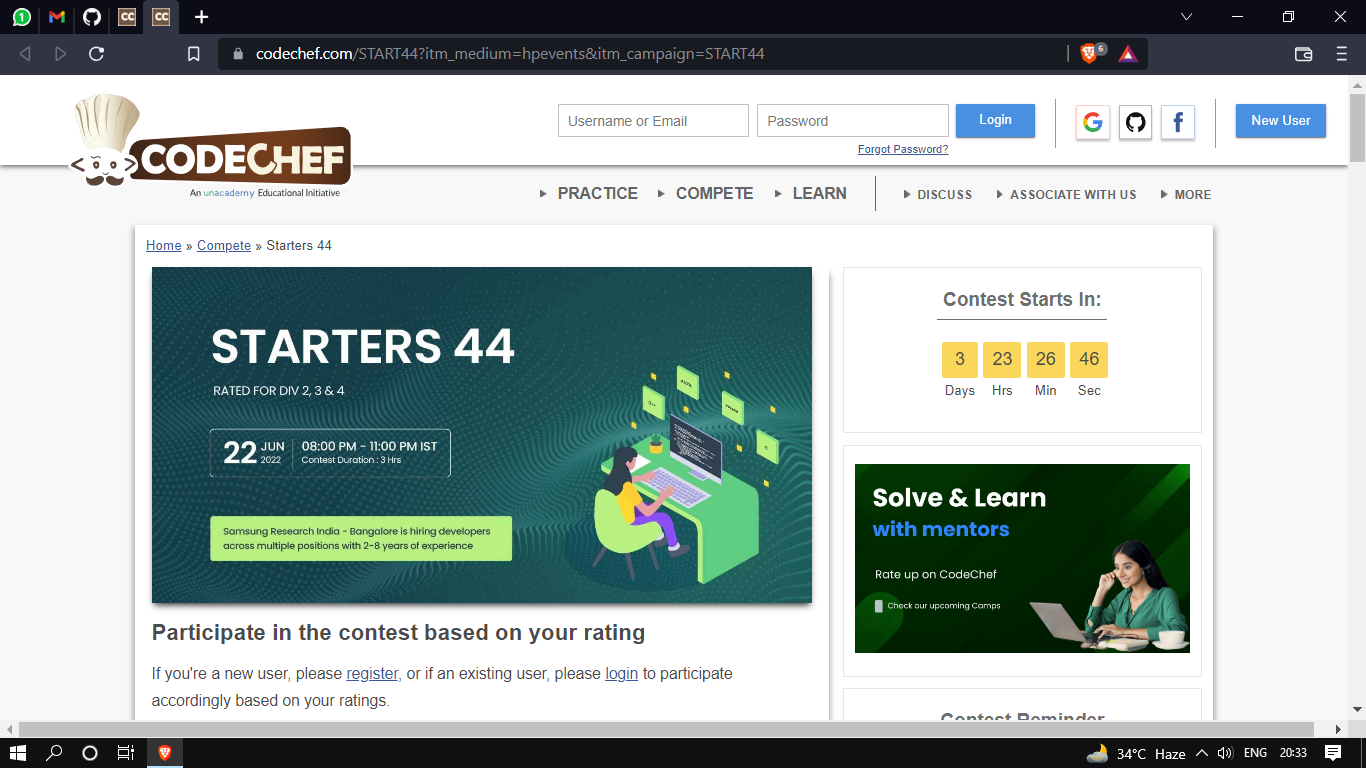 1
codechef.com/START44?itm_medium=hpevents&itm_campaign=START44
6
CODECHEF
An unacademy Educational Initiative
Username or Email
Password
Login
New User
Forgot Password?
PRACTICE
COMPETE
LEARN
DISCUSS
ASSOCIATE WITH US
MORE
Home » Compete » Starters 44
STARTERS 44
RATED FOR DIV 2, 3 & 4
22 JUN 2022
08:00 PM - 11:00 PM IST
Contest Duration : 3 Hrs
Samsung Research India - Bangalore is hiring developers
across multiple positions with 2-8 years of experience
Contest Starts In:
3 23 26 46
Days Hrs Min Sec
Solve & Learn
with mentors
Rate up on CodeChef
Check our upcoming Camps
Participate in the contest based on your rating
If you're a new user, please register, or if an existing user, please login to participate
accordingly based on your ratings.
Contest Reminder
34°C Haze
ENG
20:33